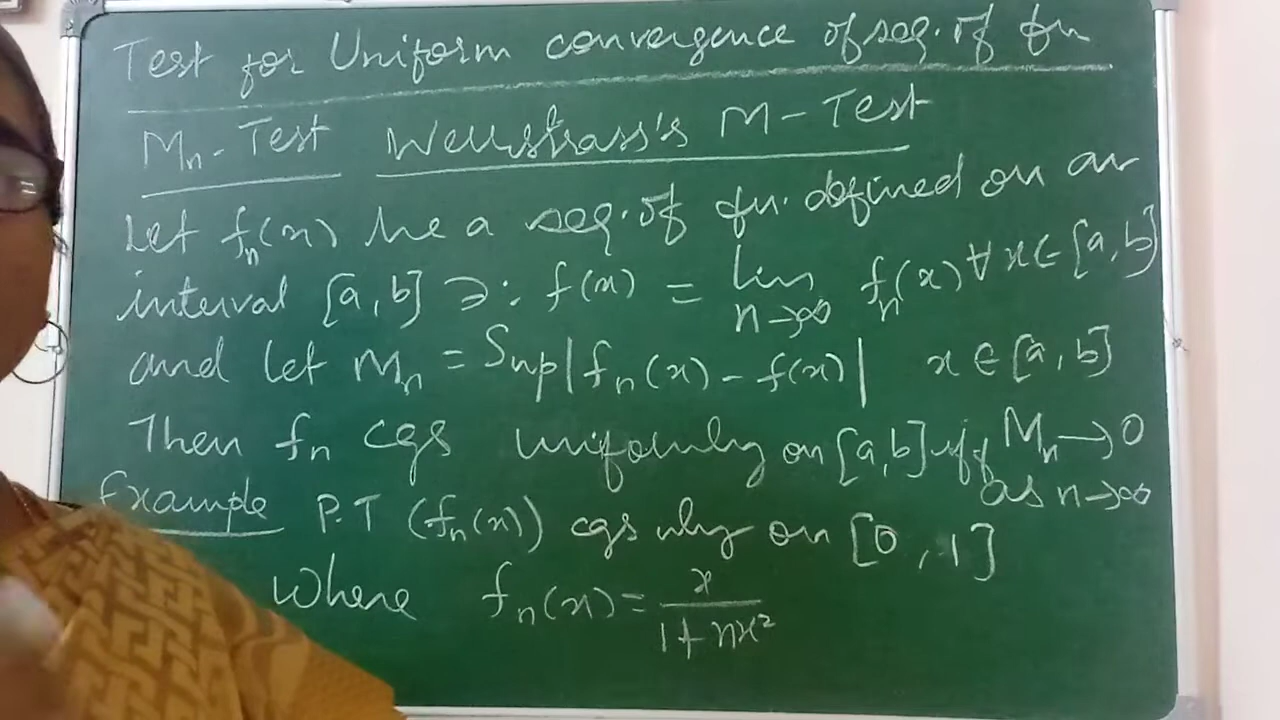 Test for Uniform convergence of seq. of fn
Mn - Test Weierstrass's M - Test
Let fn(x) be a seq. of fn. defined on an
interval [a, b] ∋: f(x) = lim n→∞ fn(x) ∀ x ∈ [a, b]
and let Mn = Sup |fn(x) - f(x)| x ∈ [a, b]
Then fn cgs uniformly on [a, b] iff Mn → 0 as n→∞
Example P.T (fn(x)) cgs uly on [0, 1]
where fn(x) = x / 1 + nx²